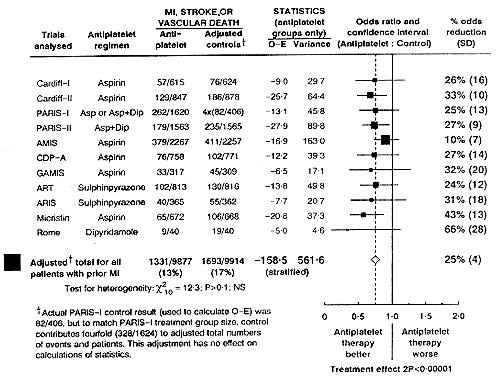 MI, STROKE, OR VASCULAR DEATH
STATISTICS (antiplatelet groups only)
Odds ratio and confidence interval (Antiplatelet : Control)
% odds reduction (SD)
Trials analysed Antiplatelet regimen Anti-platelet Adjusted controls‡ O–E Variance
Cardiff-I Aspirin 57/615 76/624 -9·0 29·7 26% (16)
Cardiff-II Aspirin 129/847 186/878 -25·7 64·4 33% (10)
PARIS-I Asp or Asp+Dip 262/1620 4x(82/406) -13·1 45·8 25% (13)
PARIS-II Asp+Dip 179/1563 235/1565 -27·9 89·8 27% (9)
AMIS Aspirin 379/2267 411/2257 -16·9 163·0 10% (7)
CDP-A Aspirin 76/758 102/771 -12·2 39·3 27% (14)
GAMIS Aspirin 33/317 45/309 -6·5 17·1 32% (20)
ART Sulphinpyrazone 102/813 130/816 -13·8 49·8 24% (12)
ARIS Sulphinpyrazone 40/365 55/362 -7·7 20·7 31% (18)
Micristin Aspirin 65/672 106/668 -20·8 37·3 43% (13)
Rome Dipyridamole 9/40 19/40 -5·0 4·6 66% (28)
Adjusted‡ total for all 1331/9877 1693/9914 -158·5 561·6 25% (4)
patients with prior MI (13%) (17%) (stratified)
Test for heterogeneity: χ²₁₀ = 12·3; P>0·1; NS
‡Actual PARIS-I control result (used to calculate O–E) was
82/406, but to match PARIS-I treatment group size, control
contributes fourfold (328/1624) to adjusted total numbers
of events and patients. This adjustment has no effect on
calculations of statistics.
0 0·5 1·0 1·5 2·0
Antiplatelet therapy better
Antiplatelet therapy worse
Treatment effect 2P<0·00001